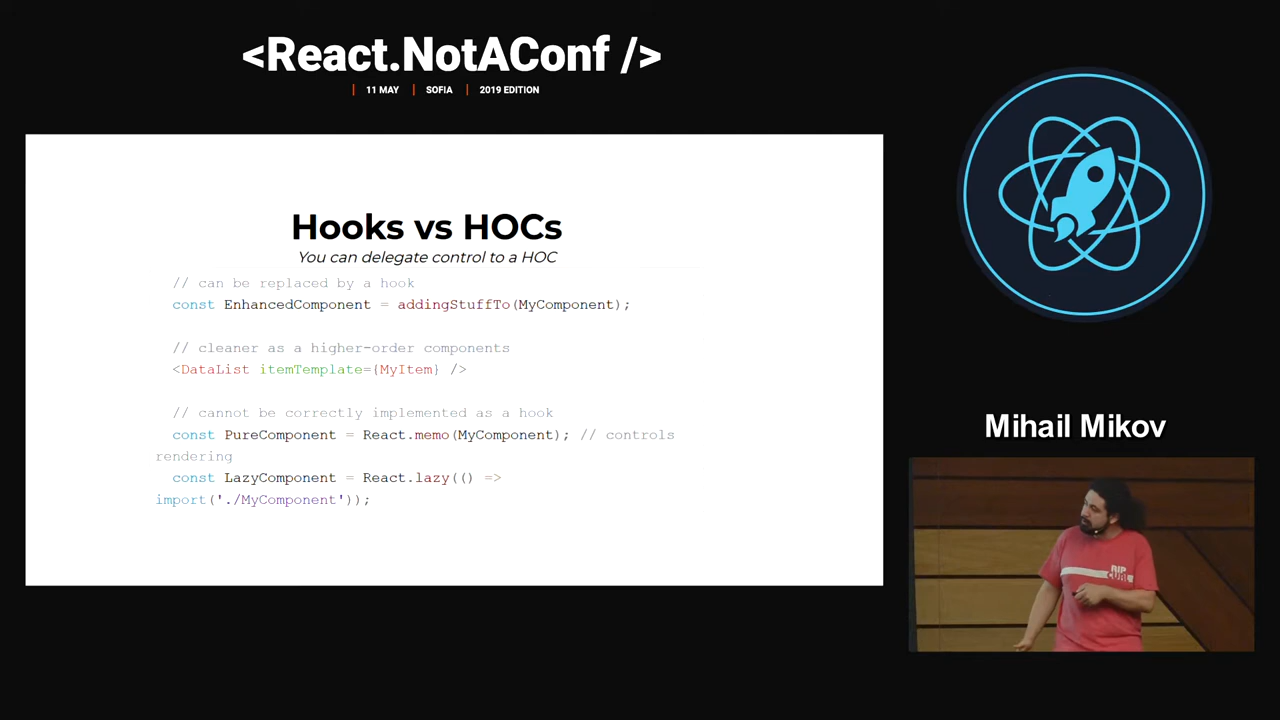 <React.NotAConf />
11 MAY
SOFIA
2019 EDITION
Hooks vs HOCs
You can delegate control to a HOC
// can be replaced by a hook
const EnhancedComponent = addingStuffTo(MyComponent);
// cleaner as a higher-order components
<DataList itemTemplate={MyItem} />
// cannot be correctly implemented as a hook
const PureComponent = React.memo(MyComponent); // controls
rendering
const LazyComponent = React.lazy(() =>
import('./MyComponent'));
Mihail Mikov
RIP
CURL